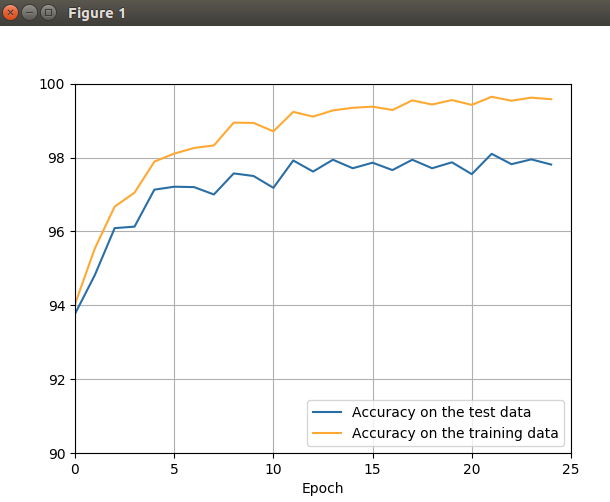 Figure 1
100
98
96
94
92
90
0 5 10 15 20 25
Epoch
Accuracy on the test data
Accuracy on the training data